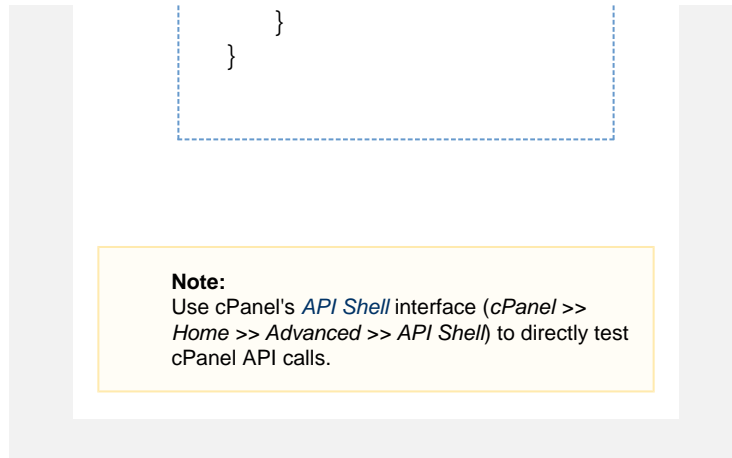 }
}
Note:
Use cPanel's API Shell interface (cPanel >>
Home >> Advanced >> API Shell) to directly test
cPanel API calls.